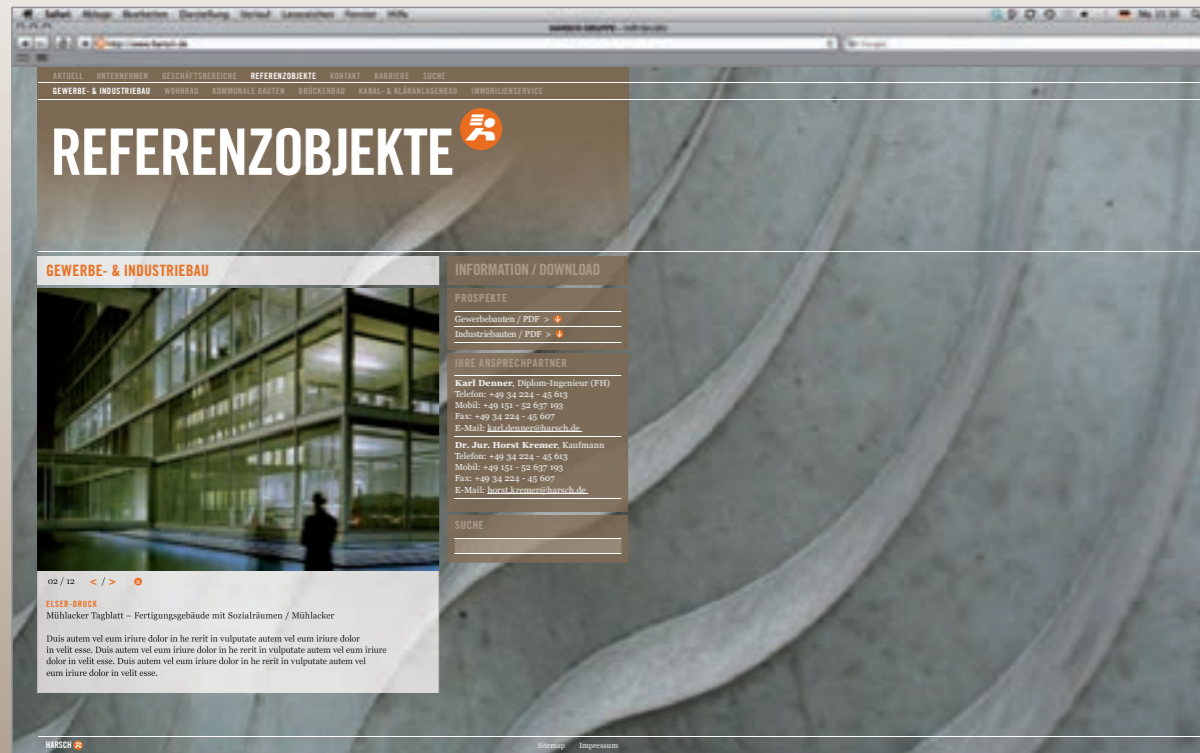 Safari Ablage Bearbeiten Darstellung Verlauf Lesezeichen Fenster Hilfe
AKTUELL UNTERNEHMEN GESCHÄFTSBEREICHE REFERENZOBJEKTE KONTAKT KARRIERE SUCHE
GEWERBE- & INDUSTRIEBAU WOHNBAU KOMMUNALE BAUTEN BRÜCKENBAU KANAL- & KLÄRANLAGENBAU IMMOBILIENSERVICE
REFERENZOBJEKTE
GEWERBE- & INDUSTRIEBAU
02 / 12 < / >
ELSER-DRUCK
Mühlacker Tagblatt – Fertigungsgebäude mit Sozialräumen / Mühlacker
Duis autem vel eum iriure dolor in he rerit in vulputate autem vel eum iriure dolor
in velit esse. Duis autem vel eum iriure dolor in he rerit in vulputate autem vel eum iriure
dolor in velit esse. Duis autem vel eum iriure dolor in he rerit in vulputate autem vel
eum iriure dolor in velit esse.
INFORMATION / DOWNLOAD
PROSPEKTE
Gewerbebauten / PDF >
Industriebauten / PDF >
IHRE ANSPRECHPARTNER
Karl Denner, Diplom-Ingenieur (FH)
Telefon: +49 34 224 - 45 613
Mobil: +49 151 - 52 637 193
Fax: +49 34 224 - 45 607
E-Mail: karl.denner@harsch.de
Dr. Jur. Horst Kremer, Kaufmann
Telefon: +49 34 224 - 45 613
Mobil: +49 151 - 52 637 193
Fax: +49 34 224 - 45 607
E-Mail: horst.kremer@harsch.de
SUCHE
HARSCH
Sitemap Impressum